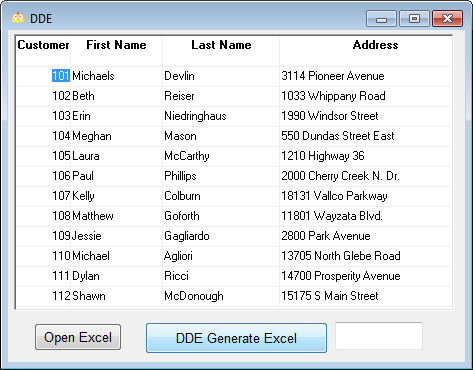 DDE
Customer First Name Last Name Address
101 Michaels Devlin 3114 Pioneer Avenue
102 Beth Reiser 1033 Whippany Road
103 Erin Niedringhaus 1990 Windsor Street
104 Meghan Mason 550 Dundas Street East
105 Laura McCarthy 1210 Highway 36
106 Paul Phillips 2000 Cherry Creek N. Dr.
107 Kelly Colburn 18131 Vallco Parkway
108 Matthew Goforth 11801 Wayzata Blvd.
109 Jessie Gagliardo 2800 Park Avenue
110 Michael Agliori 13705 North Glebe Road
111 Dylan Ricci 14700 Prosperity Avenue
112 Shawn McDonough 15175 S Main Street
Open Excel DDE Generate Excel